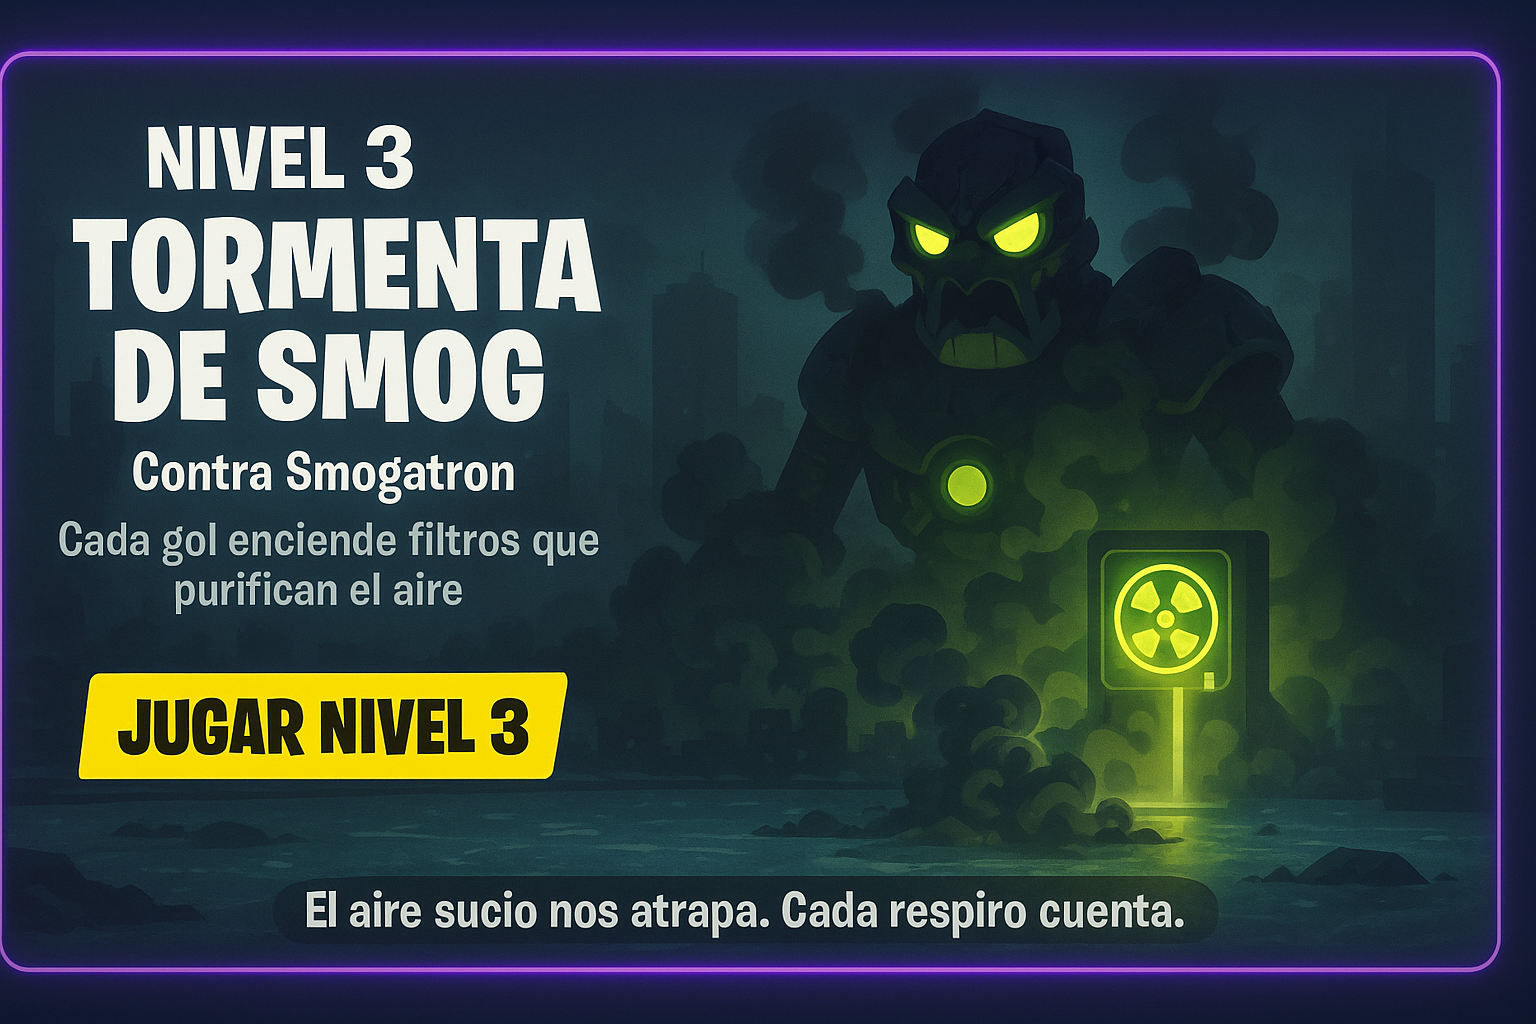 NIVEL 3
TORMENTA
DE SMOG
Contra Smogatron
Cada gol enciende filtros que
purifican el aire
JUGAR NIVEL 3
El aire sucio nos atrapa. Cada respiro cuenta.